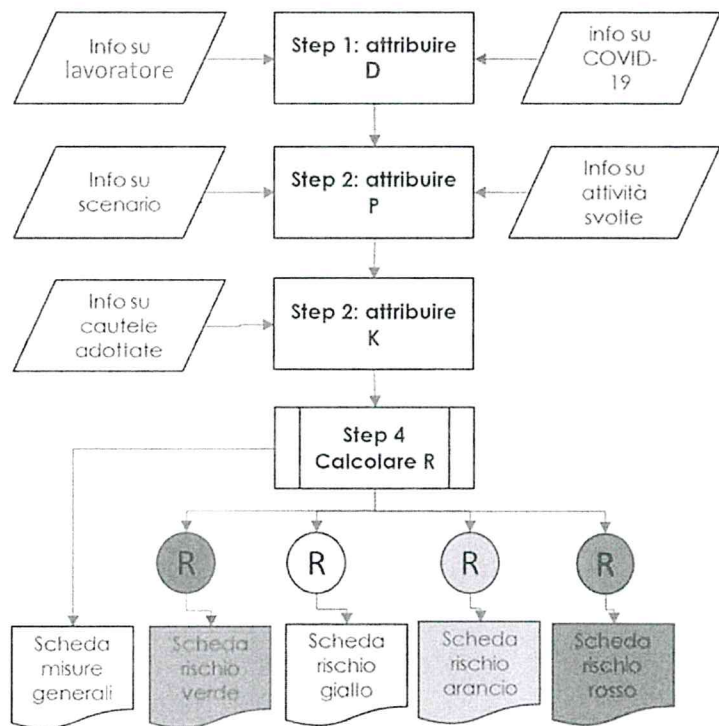 Info su
lavoratore
Step 1: attribuire
D
info su
COVID-
19
Info su
scenario
Step 2: attribuire
P
Info su
attività
svolte
Info su
cautele
adottate
Step 2: attribuire
K
Step 4
Calcolare R
R
R
R
R
Scheda
misure
generali
Scheda
rischio
verde
Scheda
rischio
giallo
Scheda
rischio
arancio
Scheda
rischio
rosso